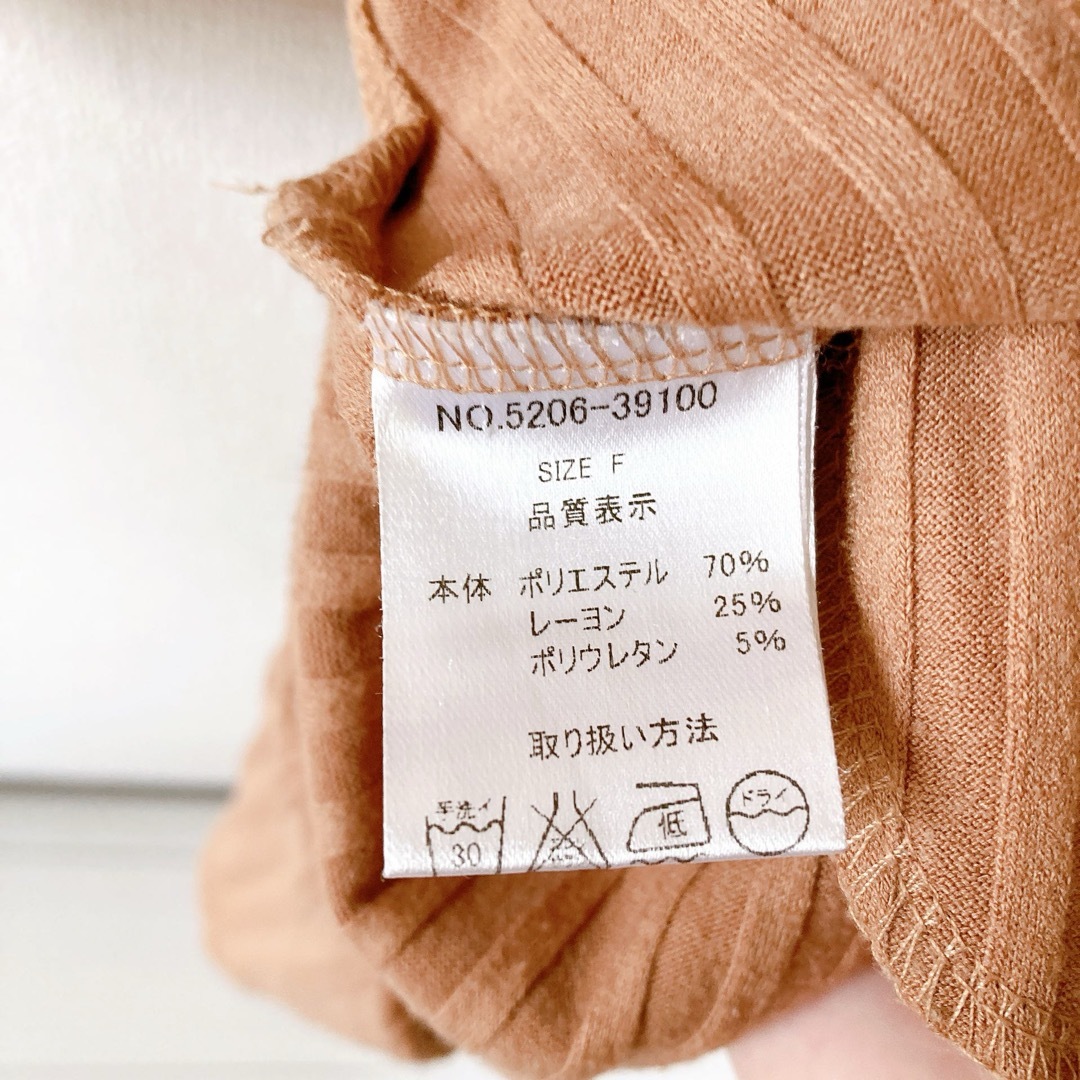 NO.5206-39100
SIZE F
品質表示
本体 ポリエステル 70%
レーヨン 25%
ポリウレタン 5%
取り扱い方法
手洗イ 30 低 ドライ